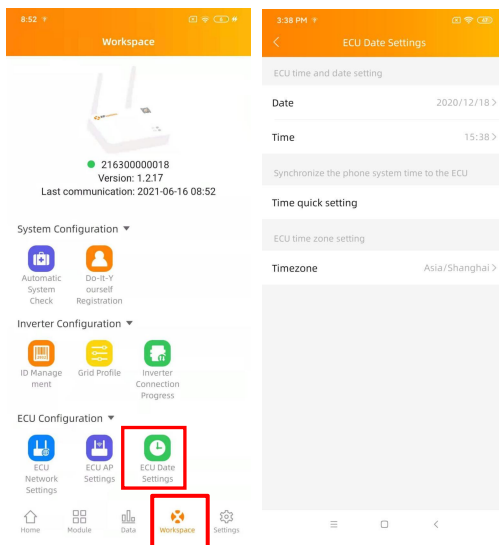 8:52
Workspace
216300000018
Version: 1.2.17
Last communication: 2021-06-16 08:52
System Configuration ▼
Automatic
System
Check
Do-It-Y
ourself
Registration
Inverter Configuration ▼
ID Manage
ment
Grid Profile
Inverter
Connection
Progress
ECU Configuration ▼
ECU
Network
Settings
ECU AP
Settings
ECU Date
Settings
Home
Module
Data
Workspace
Settings
3:38 PM
ECU Date Settings
ECU time and date setting
Date 2020/12/18 >
Time 15:38 >
Synchronize the phone system time to the ECU
Time quick setting
ECU time zone setting
Timezone Asia/Shanghai >